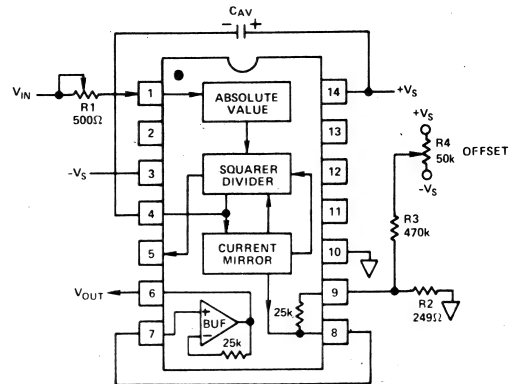 CAV
− +
VIN
R1
500Ω
1
ABSOLUTE
VALUE
14
+VS
2
13
+VS
R4
50k
OFFSET
−VS
−VS
3
SQUARER
DIVIDER
12
4
11
R3
470k
5
CURRENT
MIRROR
10
VOUT
6
25k
9
R2
249Ω
7
+
−
BUF
25k
8